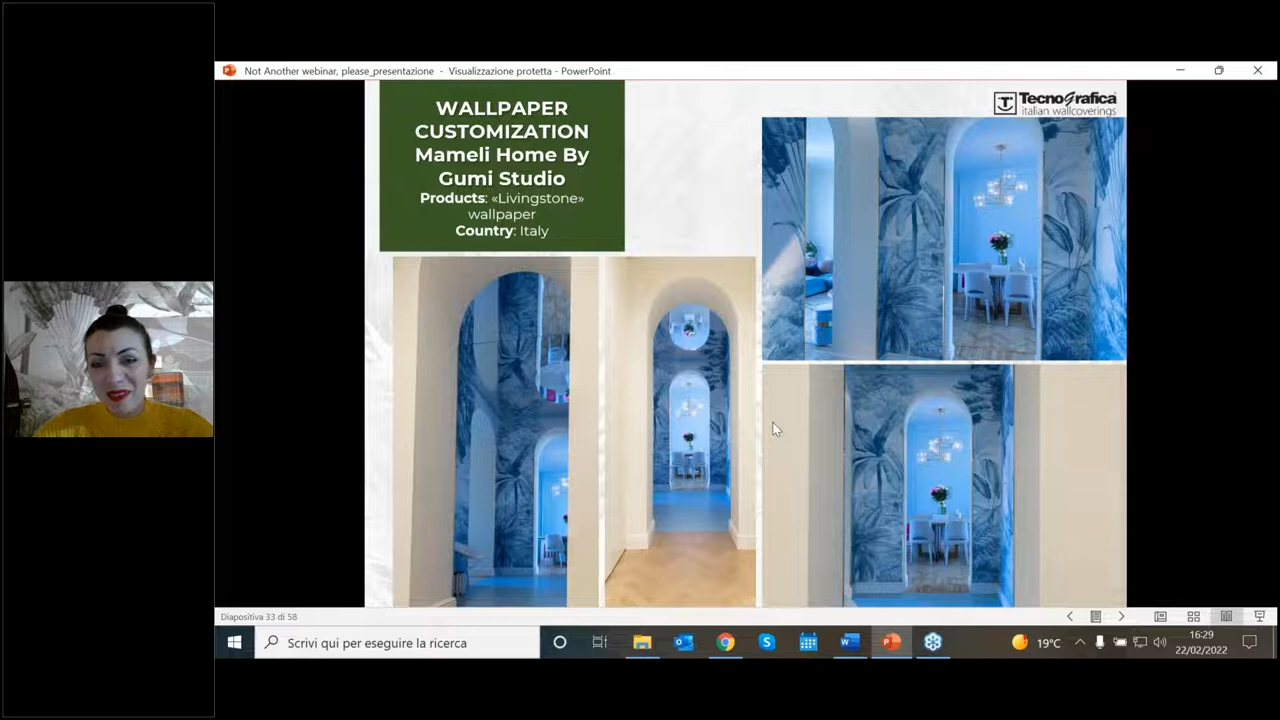 Not Another webinar, please_presentazione - Visualizzazione protetta - PowerPoint
WALLPAPER
CUSTOMIZATION
Mameli Home By
Gumi Studio
Products: «Livingstone»
wallpaper
Country: Italy
Tecnografica
italian wallcoverings
Diapositiva 33 di 58
Scrivi qui per eseguire la ricerca
19°C
16:29
22/02/2022